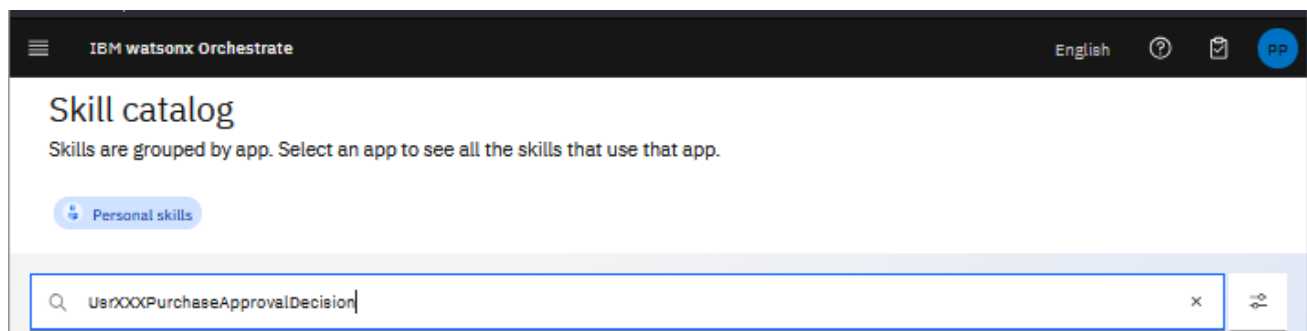 IBM watsonx Orchestrate
English
PP
Skill catalog
Skills are grouped by app. Select an app to see all the skills that use that app.
Personal skills
UsrXXXPurchaseApprovalDecision